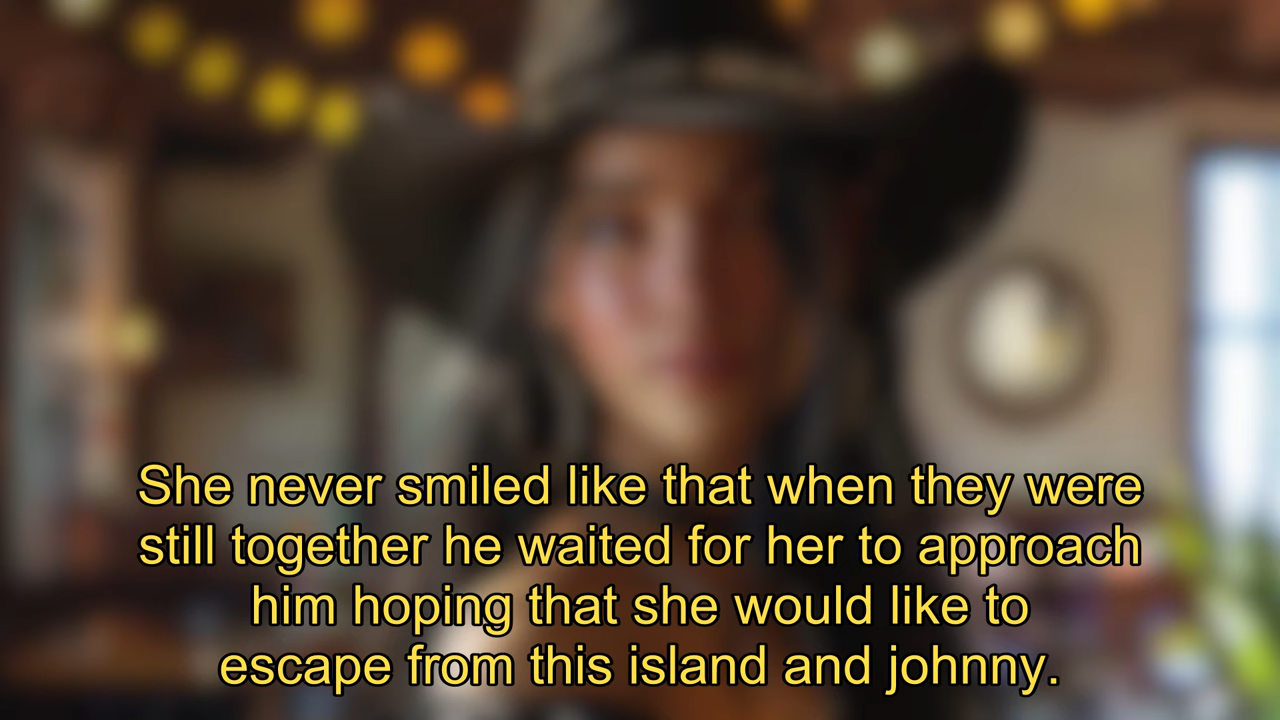 She never smiled like that when they were
still together he waited for her to approach
him hoping that she would like to
escape from this island and johnny.